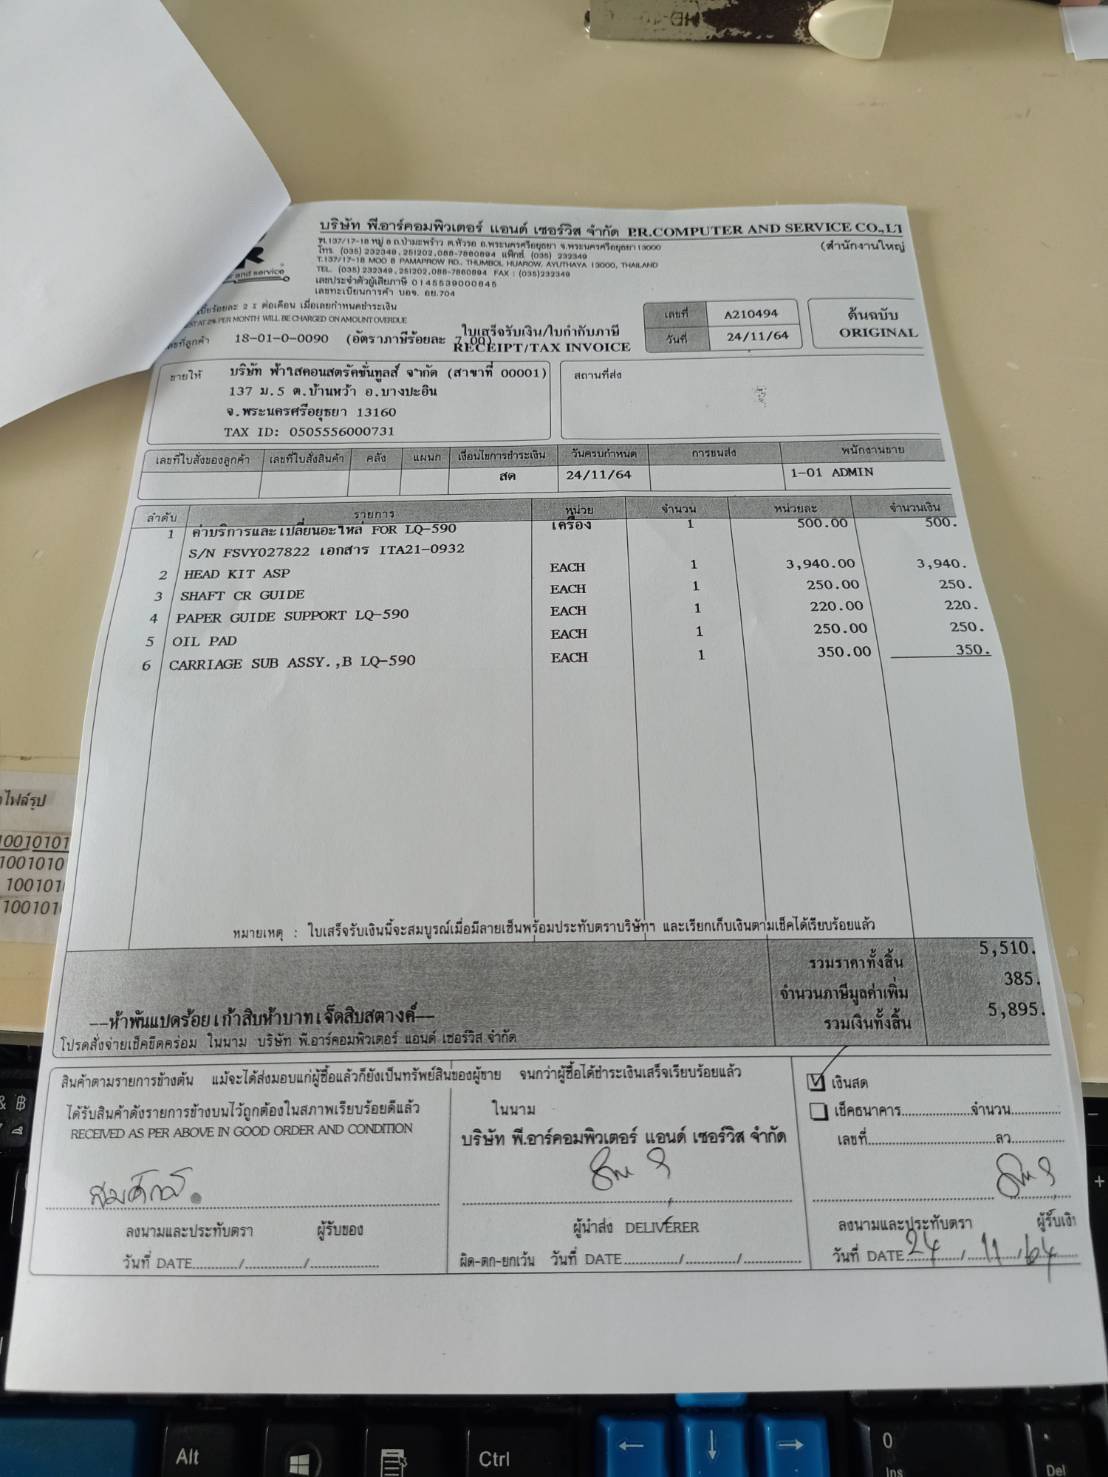 HD-40
บริษัท พี.อาร์คอมพิวเตอร์ แอนด์ เซอร์วิส จำกัด P.R.COMPUTER AND SERVICE CO.,LT
(สำนักงานใหญ่
R
and service
ท.137/17-18 หมู่ 8 ถ.ป่ามะพร้าว ต.หัวรอ อ.พระนครศรีอยุธยา จ.พระนครศรีอยุธยา 13000
โทร. (035) 232349, 251202, 088-7860894 แฟ็กซ์ (035) 232349
T.137/17-18 MOO 8 PAMAPROW RD., THUMBOL HUAROW, AYUTHAYA 13000, THAILAND
TEL. (035) 232349, 251202, 088-7860894 FAX : (035)232349
เลขประจำตัวผู้เสียภาษี 0145539000845
เลขทะเบียนการค้า บอจ. อย.704
ร้อยละ 2 % ต่อเดือน เมื่อเลยกำหนดชำระเงิน
AT 2% PER MONTH WILL BE CHARGED ON AMOUNT OVERDUE
ลูกค้า 18-01-0-0090 (อัตราภาษีร้อยละ 7.00)
ใบเสร็จรับเงิน/ใบกำกับภาษี
RECEIPT/TAX INVOICE
เลขที่ A210494
วันที่ 24/11/64
ต้นฉบับ
ORIGINAL
ขายให้ บริษัท ฟ้าใสคอนสตรัคชั่นทูลส์ จำกัด (สาขาที่ 00001)
137 ม.5 ต.บ้านหว้า อ.บางปะอิน
จ.พระนครศรีอยุธยา 13160
TAX ID: 0505556000731
สถานที่ส่ง
เลขที่ใบสั่งของลูกค้า เลขที่ใบสั่งสินค้า คลัง แผนก เงื่อนไขการชำระเงิน วันครบกำหนด การขนส่ง พนักงานขาย
สด 24/11/64 1-01 ADMIN
ลำดับ รายการ หน่วย จำนวน หน่วยละ จำนวนเงิน
1 ค่าบริการและเปลี่ยนอะไหล่ FOR LQ-590 เครื่อง 1 500.00 500.
S/N FSVY027822 เอกสาร ITA21-0932
2 HEAD KIT ASP EACH 1 3,940.00 3,940.
3 SHAFT CR GUIDE EACH 1 250.00 250.
4 PAPER GUIDE SUPPORT LQ-590 EACH 1 220.00 220.
5 OIL PAD EACH 1 250.00 250.
6 CARRIAGE SUB ASSY.,B LQ-590 EACH 1 350.00 350.
หมายเหตุ : ใบเสร็จรับเงินนี้จะสมบูรณ์เมื่อมีลายเซ็นพร้อมประทับตราบริษัทฯ และเรียกเก็บเงินตามเช็คได้เรียบร้อยแล้ว
รวมราคาทั้งสิ้น 5,510.
จำนวนภาษีมูลค่าเพิ่ม 385.
--ห้าพันแปดร้อยเก้าสิบห้าบาทเจ็ดสิบสตางค์-- รวมเงินทั้งสิ้น 5,895.
โปรดสั่งจ่ายเช็คขีดคร่อม ในนาม บริษัท พี.อาร์คอมพิวเตอร์ แอนด์ เซอร์วิส จำกัด
สินค้าตามรายการข้างต้น แม้จะได้ส่งมอบแก่ผู้ซื้อแล้วก็ยังเป็นทรัพย์สินของผู้ขาย จนกว่าผู้ซื้อได้ชำระเงินเสร็จเรียบร้อยแล้ว
ได้รับสินค้าดังรายการข้างบนไว้ถูกต้องในสภาพเรียบร้อยดีแล้ว
RECEIVED AS PER ABOVE IN GOOD ORDER AND CONDITION
สมศักดิ์
ลงนามและประทับตรา ผู้รับของ
วันที่ DATE............/............/............
ในนาม
บริษัท พี.อาร์คอมพิวเตอร์ แอนด์ เซอร์วิส จำกัด
ผู้นำส่ง DELIVERER
ผิด-ตก-ยกเว้น วันที่ DATE............/............/............
เงินสด
เช็คธนาคาร................จำนวน............
เลขที่................ลว............
ลงนามและประทับตรา ผู้รับเงิ
วันที่ DATE 24/11/64
ไฟล์รูป
10010101
1001010
100101
100101
& ฿
Alt
Ctrl
←
↓
→
0
Ins
Del
+